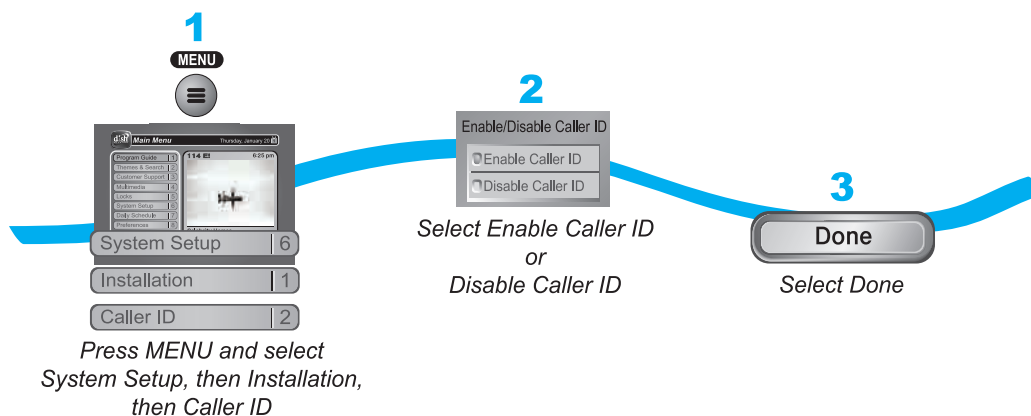 1
MENU
dish Main Menu Thursday, January 20
Program Guide 1
Themes & Search 2
Customer Support 3
Multimedia 4
Locks 5
System Setup 6
Daily Schedule 7
Preferences 8
114 6:25 pm
System Setup 6
Installation 1
Caller ID 2
Press MENU and select
System Setup, then Installation,
then Caller ID
2
Enable/Disable Caller ID
Enable Caller ID
Disable Caller ID
Select Enable Caller ID
or
Disable Caller ID
3
Done
Select Done